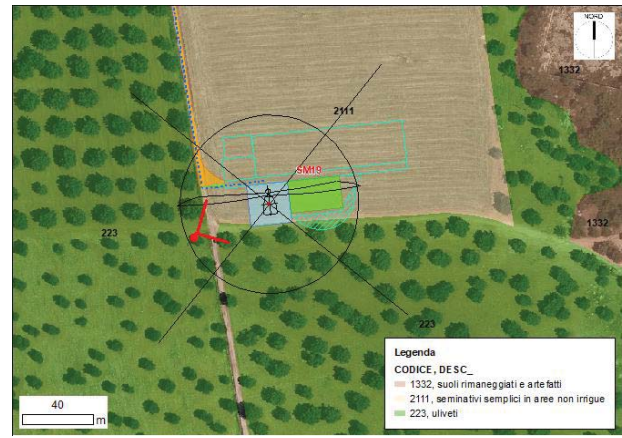 NORD
1332
2111
SM19
1332
223
223
Legenda
CODICE, DESC_
1332, suoli rimaneggiati e artefatti
2111, seminativi semplici in aree non irrigue
223, uliveti
40
m